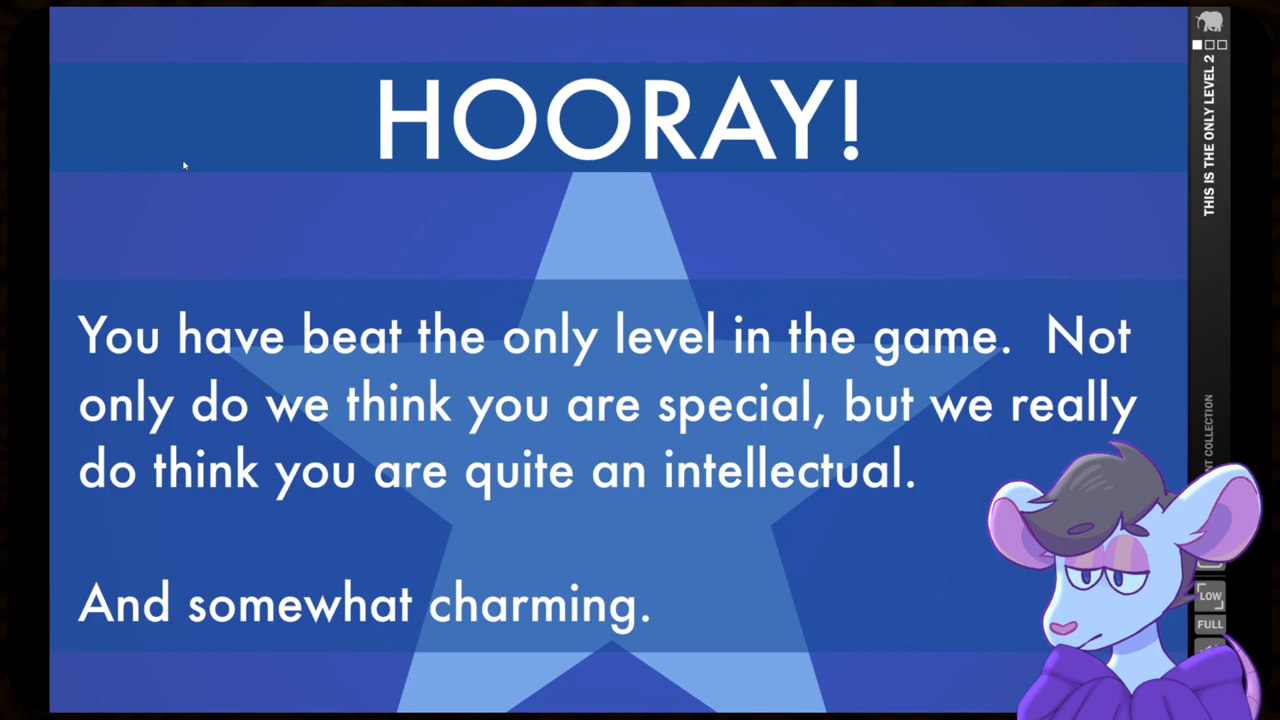 HOORAY!
You have beat the only level in the game. Not
only do we think you are special, but we really
do think you are quite an intellectual.
And somewhat charming.
THIS IS THE ONLY LEVEL 2
NT COLLECTION
LOW
FULL